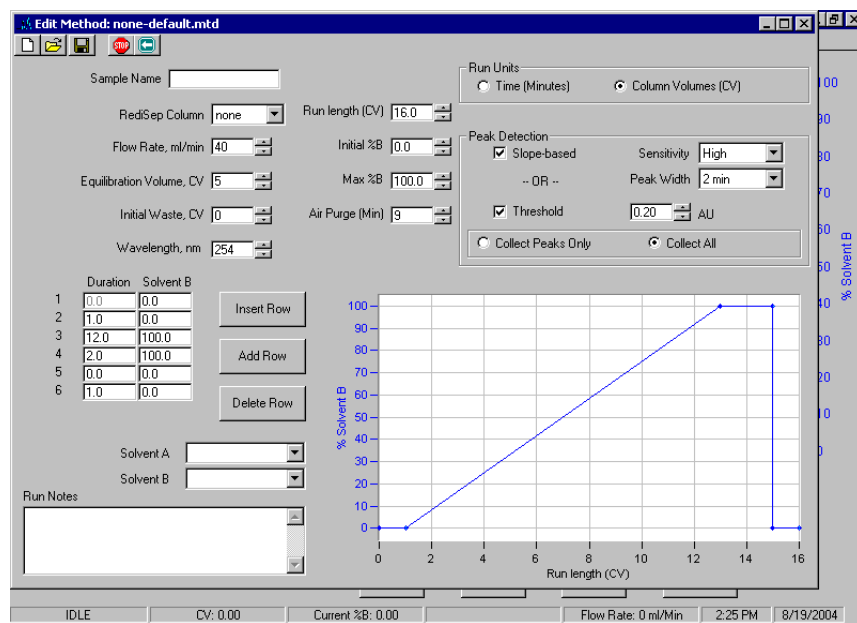 Edit Method: none-default.mtd
STOP
Sample Name
RediSep Column none
Flow Rate, ml/min 40
Equilibration Volume, CV 5
Initial Waste, CV 0
Wavelength, nm 254
Run length (CV) 16.0
Initial %B 0.0
Max %B 100.0
Air Purge (Min) 9
Run Units
Time (Minutes) Column Volumes (CV)
Peak Detection
Slope-based Sensitivity High
-- OR -- Peak Width 2 min
Threshold 0.20 AU
Collect Peaks Only Collect All
Duration Solvent B
1 0.0 0.0
2 1.0 0.0
3 12.0 100.0
4 2.0 100.0
5 0.0 0.0
6 1.0 0.0
Insert Row
Add Row
Delete Row
Solvent A
Solvent B
Run Notes
% Solvent B
100
90
80
70
60
50
40
30
20
10
0
0 2 4 6 8 10 12 14 16
Run length (CV)
% Solvent B
IDLE CV: 0.00 Current %B: 0.00 Flow Rate: 0 ml/Min 2:25 PM 8/19/2004